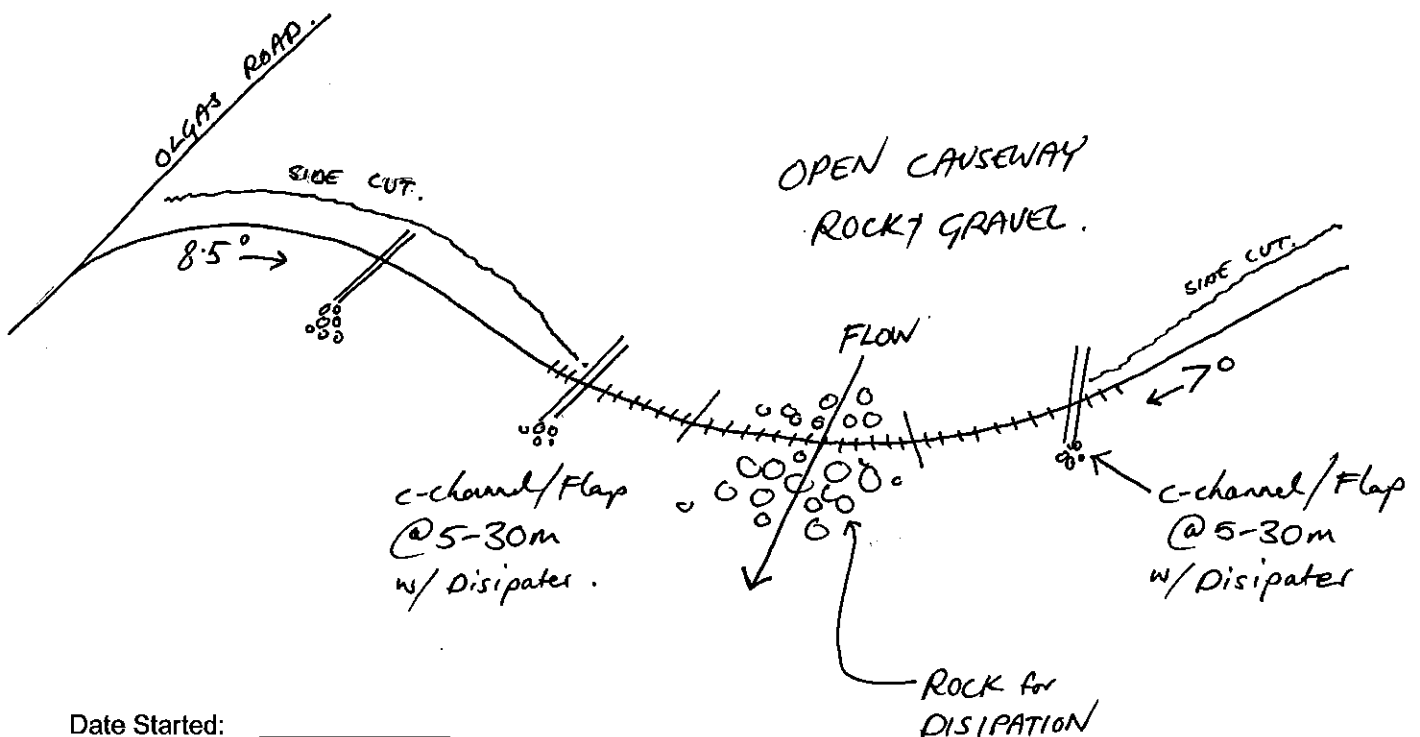 OLGAS ROAD.
SIDE CUT.
8.5°
OPEN CAUSEWAY
ROCKY GRAVEL.
SIDE CUT.
FLOW
7°
c-channel/Flap
@5-30m
w/ Disipater.
c-channel/Flap
@5-30m
w/ Disipater
ROCK for
DISIPATION
Date Started: